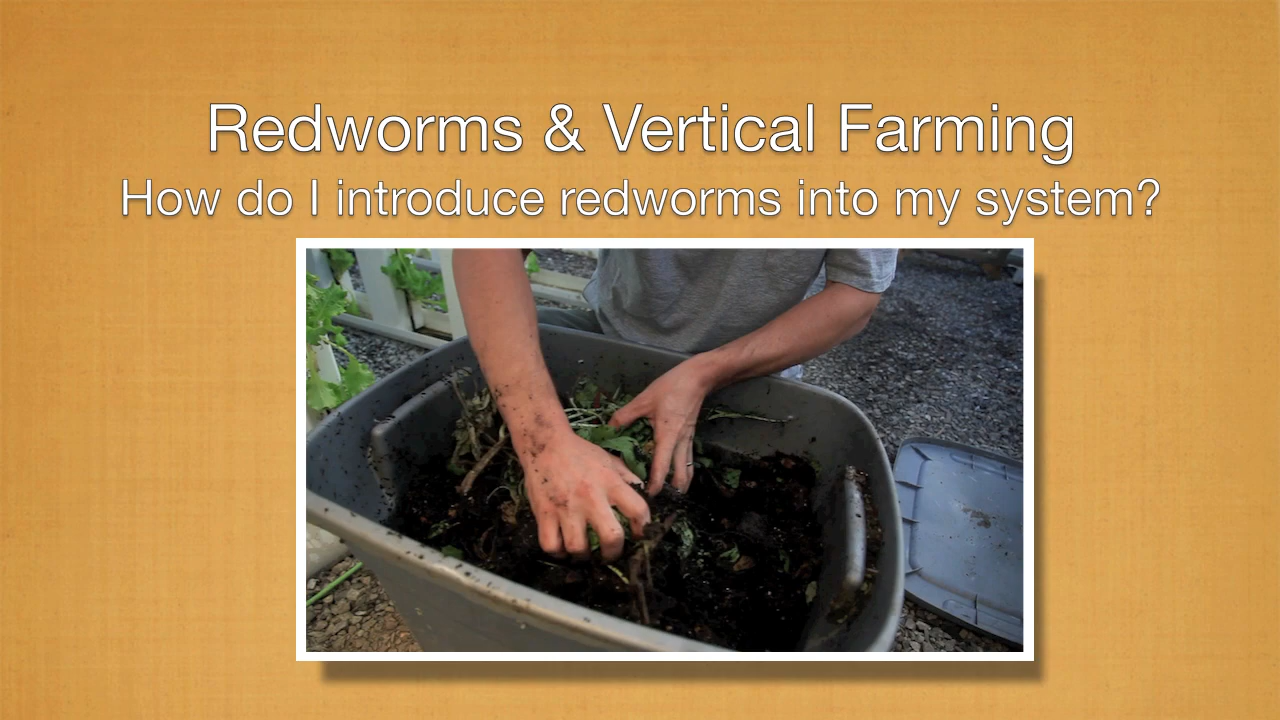 Redworms & Vertical Farming
How do I introduce redworms into my system?